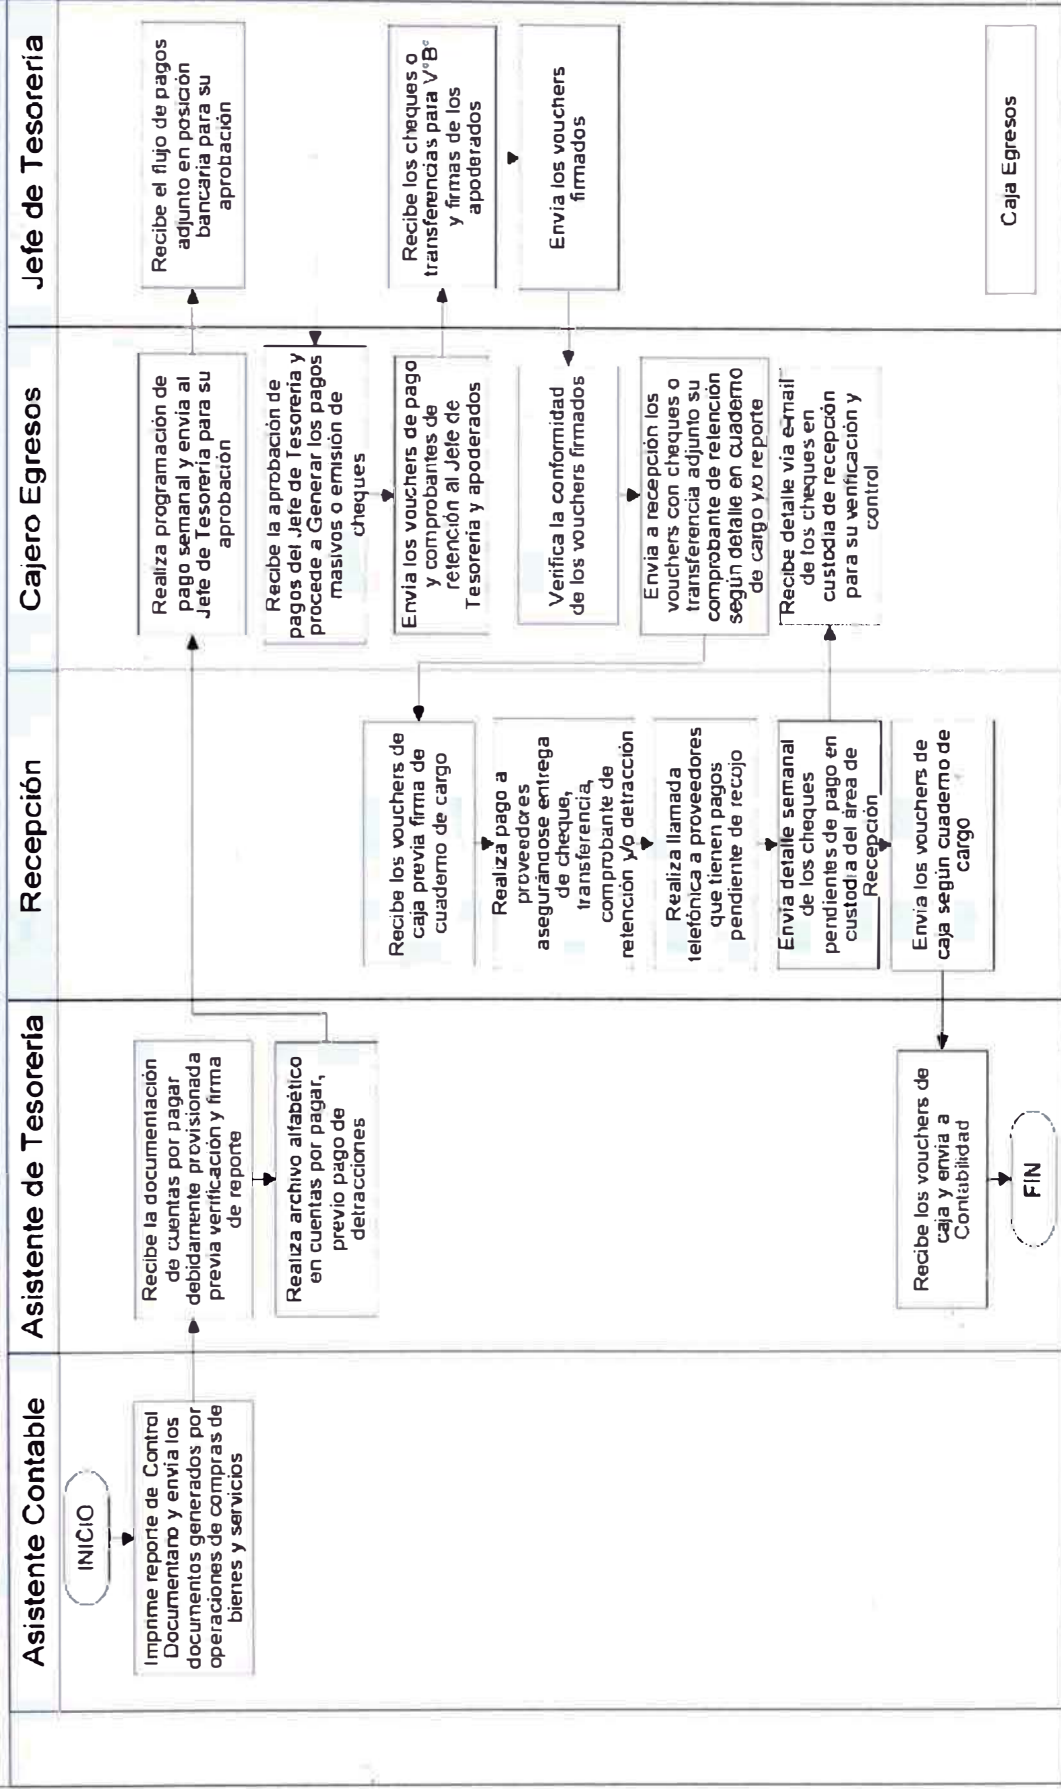 Asistente Contable
Asistente de Tesorería
Recepción
Cajero Egresos
Jefe de Tesorería
INICIO
Imprime reporte de Control
Documentario y envia los
documentos generados por
operaciones de compras de
bienes y servicios
Recibe la documentación
de cuentas por pagar
debidamente provisionada
previa verificación y firma
de reporte
Realiza archivo alfabético
en cuentas por pagar,
previo pago de
detracciones
Realiza programación de
pago semanal y envia al
Jefe de Tesorería para su
aprobación
Recibe el flujo de pagos
adjunto en posición
bancaria para su
aprobación
Recibe la aprobación de
pagos del Jefe de Tesoreria y
procede a Generar los pagos
masivos o emisión de
cheques
Envia los vouchers de pago
y comprobantes de
retención al Jefe de
Tesoreria y apoderados
Recibe los cheques o
transferencias para V°B°
y firmas de los
apoderados
Envia los vouchers
firmados
Verifica la conformidad
de los vouchers firmados
Envia a recepción los
vouchers con cheques o
transferencia adjunto su
comprobante de retención
según detalle en cuaderno
de cargo y/o reporte
Recibe los vouchers de
caja previa firma de
cuaderno de cargo
Realiza pago a
proveedores
asegurándose entrega
de cheque,
transferencia,
comprobante de
retención y/o detracción
Realiza llamada
telefónica a proveedores
que tienen pagos
pendiente de recojo
Envia detalle semanal
de los cheques
pendientes de pago en
custodia del área de
Recepción
Recibe detalle via e-mail
de los cheques en
custodia de recepción
para su verificación y
control
Envia los vouchers de
caja según cuaderno de
cargo
Recibe los vouchers de
caja y envia a
Contabilidad
FIN
Caja Egresos